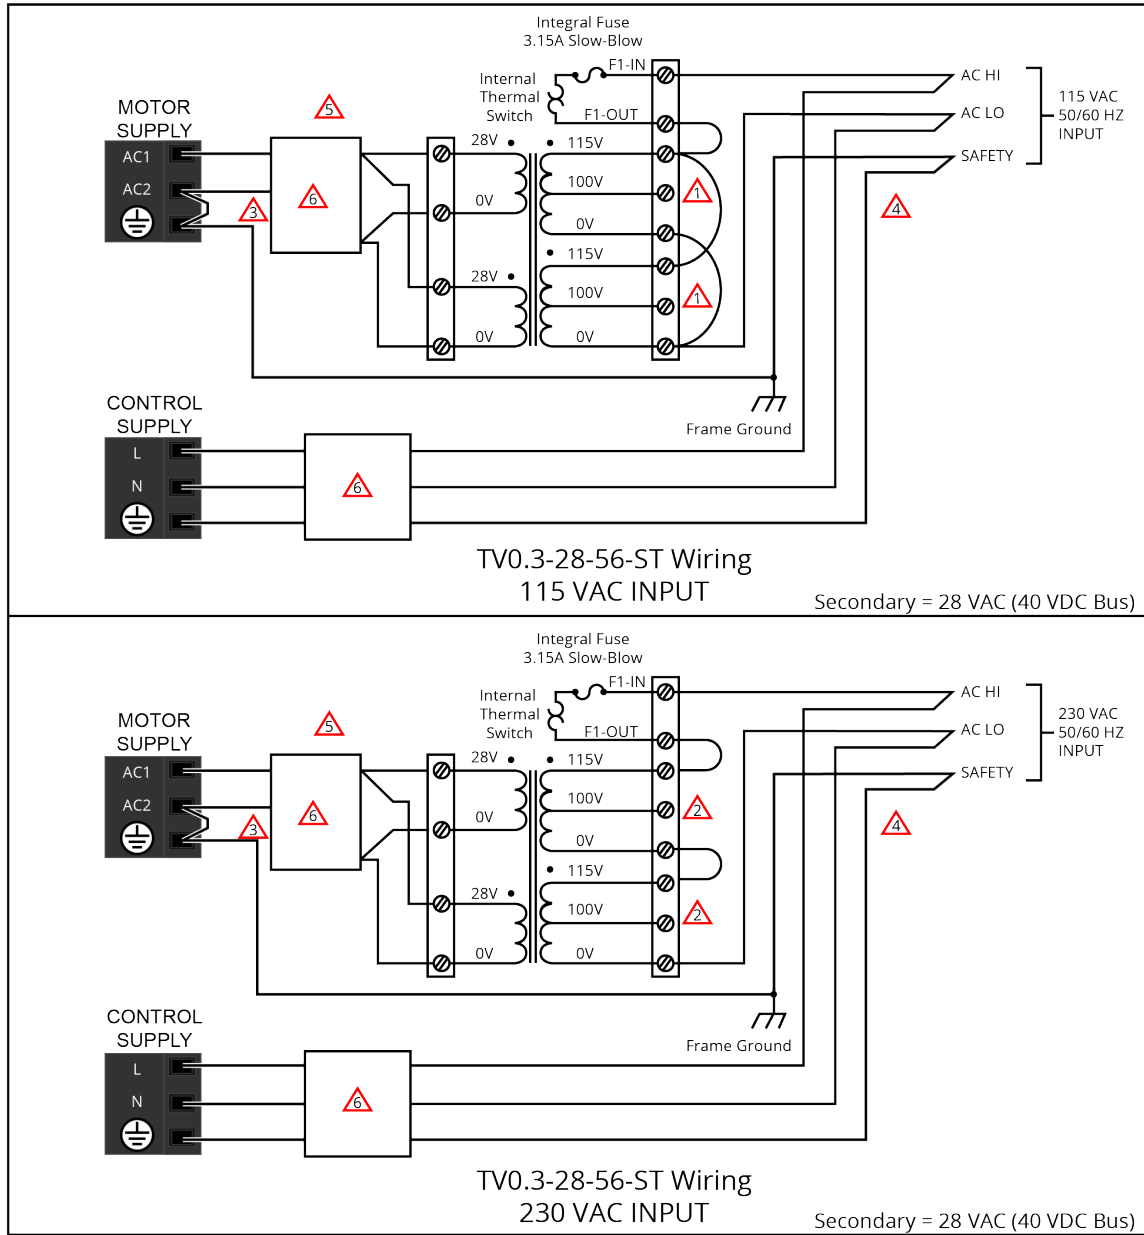 Integral Fuse
3.15A Slow-Blow
F1-IN
Internal
Thermal
Switch
F1-OUT
AC HI
AC LO
SAFETY
115 VAC
50/60 HZ
INPUT
MOTOR
SUPPLY
AC1
AC2
5
6
3
28V
0V
28V
0V
115V
100V
0V
115V
100V
0V
1
1
4
Frame Ground
CONTROL
SUPPLY
L
N
6
TV0.3-28-56-ST Wiring
115 VAC INPUT
Secondary = 28 VAC (40 VDC Bus)
Integral Fuse
3.15A Slow-Blow
F1-IN
Internal
Thermal
Switch
F1-OUT
AC HI
AC LO
SAFETY
230 VAC
50/60 HZ
INPUT
MOTOR
SUPPLY
AC1
AC2
5
6
3
28V
0V
28V
0V
115V
100V
0V
115V
100V
0V
2
2
4
Frame Ground
CONTROL
SUPPLY
L
N
6
TV0.3-28-56-ST Wiring
230 VAC INPUT
Secondary = 28 VAC (40 VDC Bus)